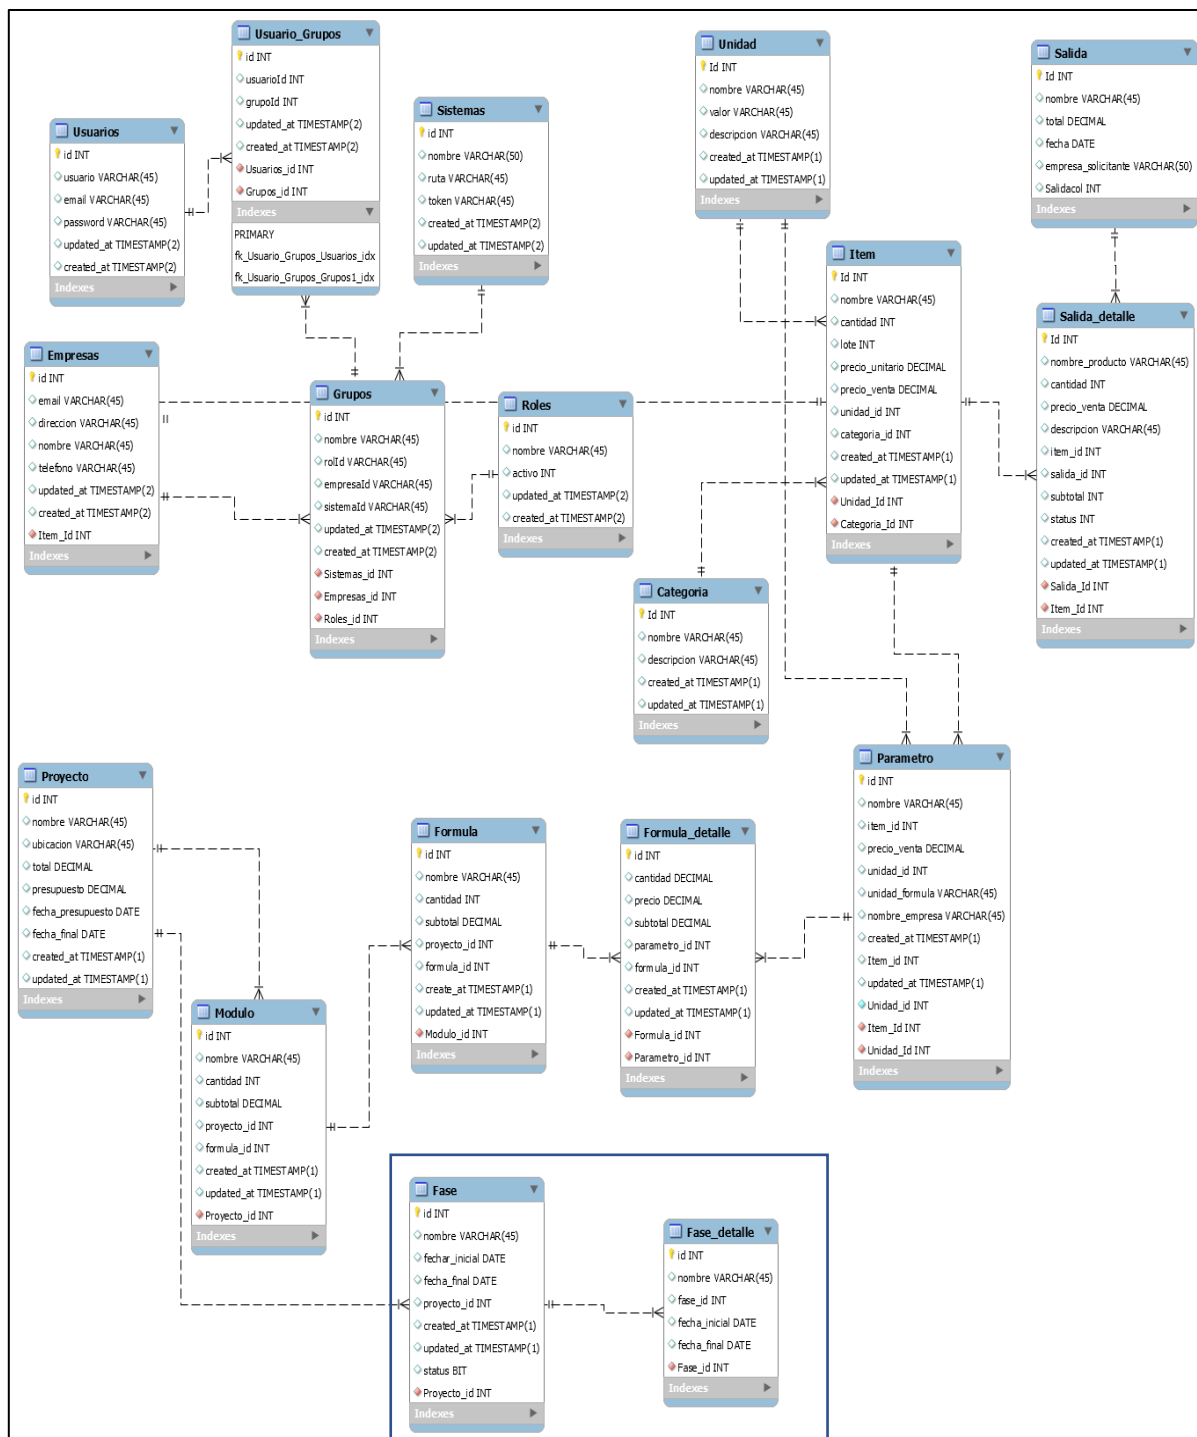 Usuario_Grupos
id INT
usuarioId INT
grupoId INT
updated_at TIMESTAMP(2)
created_at TIMESTAMP(2)
Usuarios_id INT
Grupos_id INT
Indexes
PRIMARY
fk_Usuario_Grupos_Usuarios_idx
fk_Usuario_Grupos_Grupos1_idx
Unidad
Id INT
nombre VARCHAR(45)
valor VARCHAR(45)
descripcion VARCHAR(45)
created_at TIMESTAMP(1)
updated_at TIMESTAMP(1)
Indexes
Salida
Id INT
nombre VARCHAR(45)
total DECIMAL
fecha DATE
empresa_solicitante VARCHAR(50)
Salidacol INT
Indexes
Usuarios
id INT
usuario VARCHAR(45)
email VARCHAR(45)
password VARCHAR(45)
updated_at TIMESTAMP(2)
created_at TIMESTAMP(2)
Indexes
Sistemas
id INT
nombre VARCHAR(50)
ruta VARCHAR(45)
token VARCHAR(45)
created_at TIMESTAMP(2)
updated_at TIMESTAMP(2)
Indexes
Item
Id INT
nombre VARCHAR(45)
cantidad INT
lote INT
precio_unitario DECIMAL
precio_venta DECIMAL
unidad_id INT
categoria_id INT
created_at TIMESTAMP(1)
updated_at TIMESTAMP(1)
Unidad_Id INT
Categoria_Id INT
Indexes
Salida_detalle
Id INT
nombre_producto VARCHAR(45)
cantidad INT
precio_venta DECIMAL
descripcion VARCHAR(45)
item_id INT
salida_id INT
subtotal INT
status INT
created_at TIMESTAMP(1)
updated_at TIMESTAMP(1)
Salida_Id INT
Item_Id INT
Indexes
Empresas
id INT
email VARCHAR(45)
direccion VARCHAR(45)
nombre VARCHAR(45)
telefono VARCHAR(45)
updated_at TIMESTAMP(2)
created_at TIMESTAMP(2)
Item_Id INT
Indexes
Grupos
id INT
nombre VARCHAR(45)
rolId VARCHAR(45)
empresaId VARCHAR(45)
sistemaId VARCHAR(45)
updated_at TIMESTAMP(2)
created_at TIMESTAMP(2)
Sistemas_id INT
Empresas_id INT
Roles_id INT
Indexes
Roles
id INT
nombre VARCHAR(45)
activo INT
updated_at TIMESTAMP(2)
created_at TIMESTAMP(2)
Indexes
Categoria
Id INT
nombre VARCHAR(45)
descripcion VARCHAR(45)
created_at TIMESTAMP(1)
updated_at TIMESTAMP(1)
Indexes
Proyecto
id INT
nombre VARCHAR(45)
ubicacion VARCHAR(45)
total DECIMAL
presupuesto DECIMAL
fecha_presupuesto DATE
fecha_final DATE
created_at TIMESTAMP(1)
updated_at TIMESTAMP(1)
Indexes
Formula
id INT
nombre VARCHAR(45)
cantidad INT
subtotal DECIMAL
proyecto_id INT
formula_id INT
create_at TIMESTAMP(1)
updated_at TIMESTAMP(1)
Modulo_id INT
Indexes
Formula_detalle
id INT
cantidad DECIMAL
precio DECIMAL
subtotal DECIMAL
parametro_id INT
formula_id INT
created_at TIMESTAMP(1)
updated_at TIMESTAMP(1)
Formula_id INT
Parametro_id INT
Indexes
Parametro
id INT
nombre VARCHAR(45)
item_id INT
precio_venta DECIMAL
unidad_id INT
unidad_formula VARCHAR(45)
nombre_empresa VARCHAR(45)
created_at TIMESTAMP(1)
Item_id INT
updated_at TIMESTAMP(1)
Unidad_id INT
Item_Id INT
Unidad_Id INT
Indexes
Modulo
id INT
nombre VARCHAR(45)
cantidad INT
subtotal DECIMAL
proyecto_id INT
formula_id INT
created_at TIMESTAMP(1)
updated_at TIMESTAMP(1)
Proyecto_id INT
Indexes
Fase
id INT
nombre VARCHAR(45)
fechar_inicial DATE
fecha_final DATE
proyecto_id INT
created_at TIMESTAMP(1)
updated_at TIMESTAMP(1)
status BIT
Proyecto_id INT
Indexes
Fase_detalle
id INT
nombre VARCHAR(45)
fase_id INT
fecha_inicial DATE
fecha_final DATE
Fase_id INT
Indexes